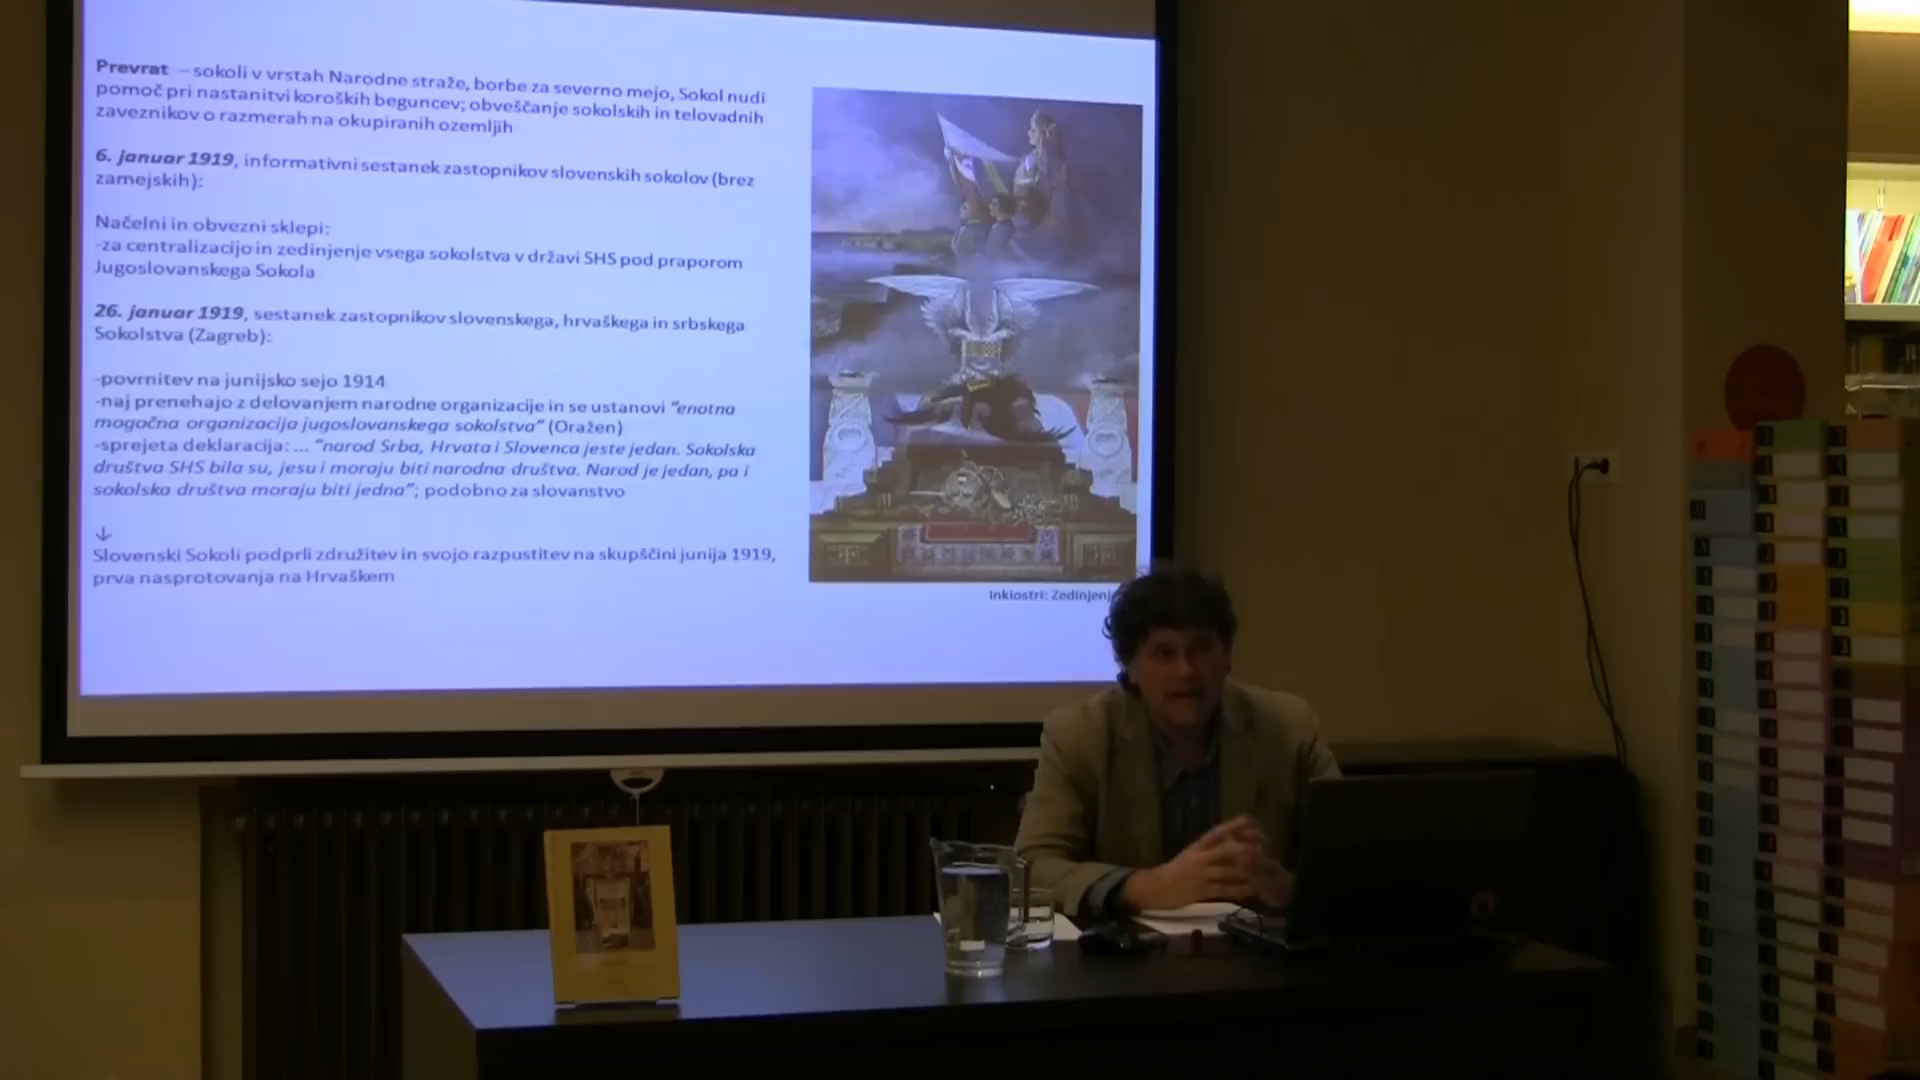 Prevrat – sokoli v vrstah Narodne straže, borbe za severno mejo, Sokol nudi
pomoč pri nastanitvi koroških beguncev; obveščanje sokolskih in telovadnih
zaveznikov o razmerah na okupiranih ozemljih
6. januar 1919, informativni sestanek zastopnikov slovenskih sokolov (brez
zamejskih):
Načelni in obvezni sklepi:
-za centralizacijo in zedinjenje vsega sokolstva v državi SHS pod praporom
Jugoslovanskega Sokola
26. januar 1919, sestanek zastopnikov slovenskega, hrvaškega in srbskega
Sokolstva (Zagreb):
-povrnitev na junijsko sejo 1914
-naj prenehajo z delovanjem narodne organizacije in se ustanovi “enotna
mogočna organizacija jugoslovanskega sokolstva” (Oražen)
-sprejeta deklaracija: ... “narod Srba, Hrvata i Slovenca jeste jedan. Sokolska
društva SHS bila su, jesu i moraju biti narodna društva. Narod je jedan, pa i
sokolska društva moraju biti jedna”; podobno za slovanstvo
↓
Slovenski Sokoli podprli združitev in svojo razpustitev na skupščini junija 1919,
prva nasprotovanja na Hrvaškem
Inkiostri: Zedinjenj